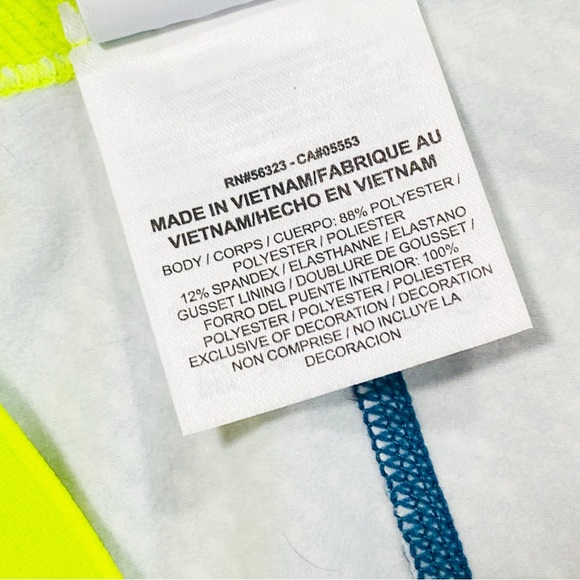 RN#56323 - CA#05553
MADE IN VIETNAM/FABRIQUE AU
VIETNAM/HECHO EN VIETNAM
BODY / CORPS / CUERPO: 88% POLYESTER /
POLYESTER / POLIESTER
12% SPANDEX / ELASTHANNE / ELASTANO
GUSSET LINING / DOUBLURE DE GOUSSET /
FORRO DEL PUENTE INTERIOR: 100%
POLYESTER / POLYESTER / POLIESTER
EXCLUSIVE OF DECORATION / DECORATION
NON COMPRISE / NO INCLUYE LA
DECORACION